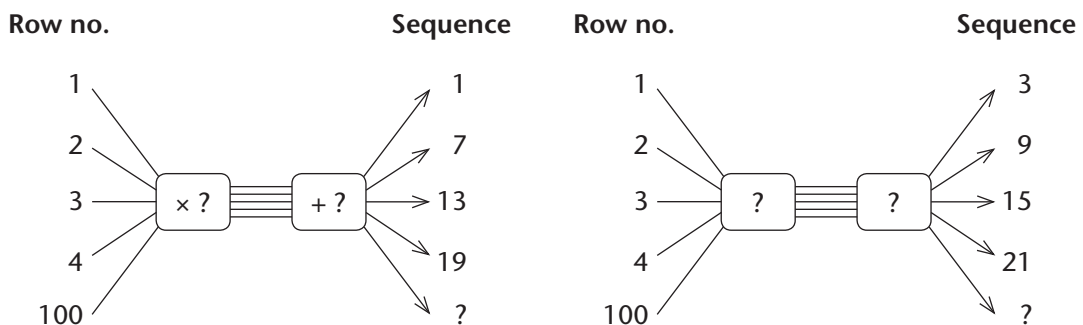 Row no. Sequence Row no. Sequence
1 1 1 3
2 7 2 9
3 × ? + ? 13 3 ? ? 15
4 19 4 21
100 ? 100 ?